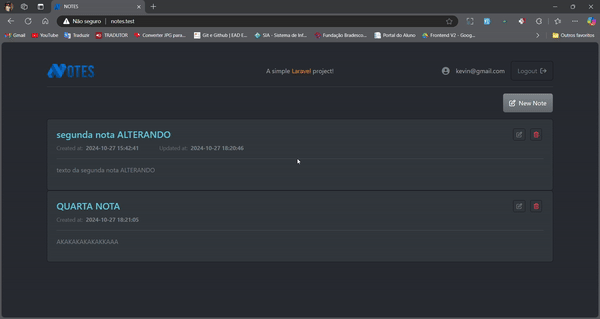 NOTES
Não seguro | notes.test
Gmail YouTube Traduzir TRADUTOR Converter JPG para... Git e Github | EAD E... SIA - Sistema de Inf... Fundação Bradesco... Portal do Aluno Frontend V2 - Goog... Outros favoritos
NOTES
A simple Laravel project!
kevin@gmail.com
Logout
New Note
segunda nota ALTERANDO
Created at: 2024-10-27 15:42:41 Updated at: 2024-10-27 18:20:46
texto da segunda nota ALTERANDO
QUARTA NOTA
Created at: 2024-10-27 18:21:05
AKAKAKAKAKAKKAAA